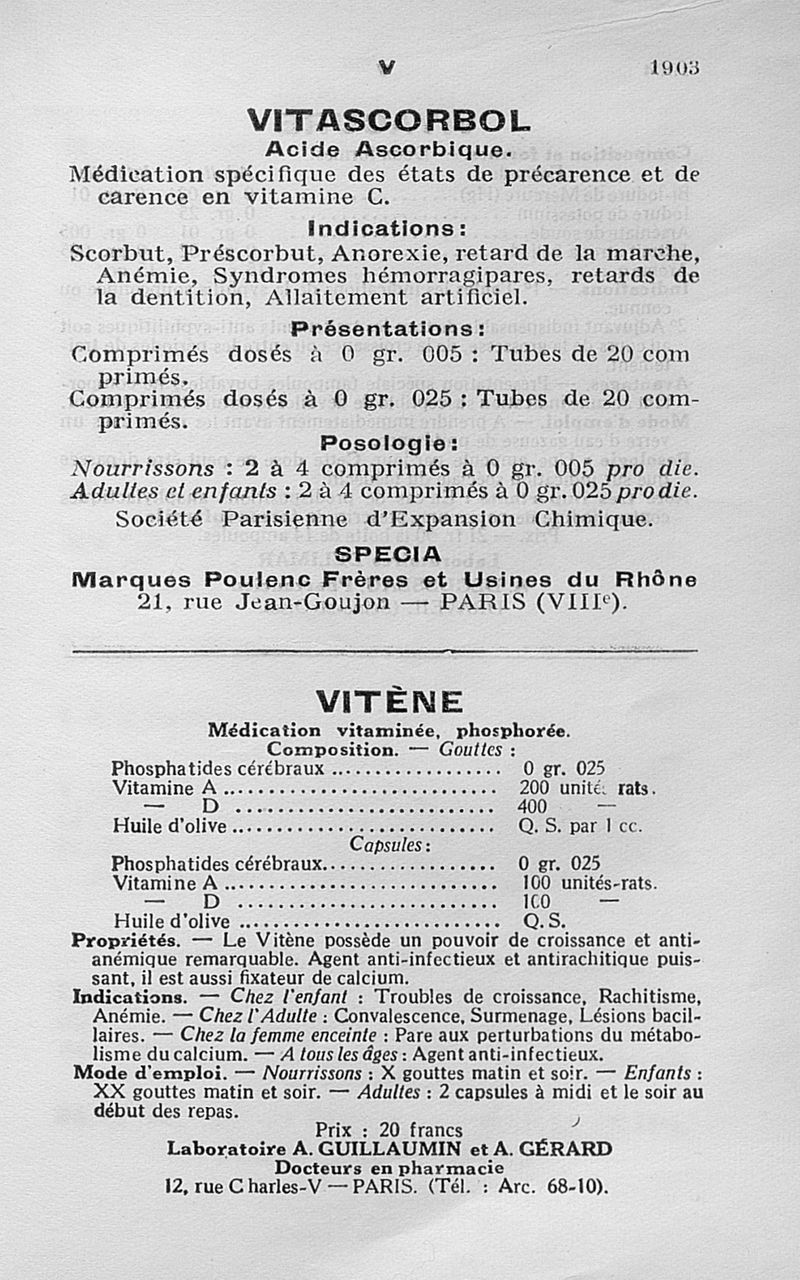 V 1903
VITASCORBOL
Acide Ascorbique.
Médication spécifique des états de précarence et de
carence en vitamine C.
Indications :
Scorbut, Préscorbut, Anorexie, retard de la marche,
Anémie, Syndromes hémorragipares, retards de
la dentition, Allaitement artificiel.
Présentations :
Comprimés dosés à 0 gr. 005 : Tubes de 20 com
primés.
Comprimés dosés à 0 gr. 025 : Tubes de 20 com-
primés.
Posologie :
Nourrissons : 2 à 4 comprimés à 0 gr. 005 pro die.
Adultes et enfants : 2 à 4 comprimés à 0 gr. 025 pro die.
Société Parisienne d'Expansion Chimique.
SPECIA
Marques Poulenc Frères et Usines du Rhône
21, rue Jean-Goujon — PARIS (VIIIe).
VITÈNE
Médication vitaminée, phosphorée.
Composition. — Gouttes :
Phosphatides cérébraux .................. 0 gr. 025
Vitamine A ............................ 200 unités rats.
— D ........................... 400 —
Huile d'olive ........................... Q. S. par 1 cc.
Capsules :
Phosphatides cérébraux.................. 0 gr. 025
Vitamine A ............................ 100 unités-rats.
— D ........................... 100 —
Huile d'olive ........................... Q. S.
Propriétés. — Le Vitène possède un pouvoir de croissance et anti-
anémique remarquable. Agent anti-infectieux et antirachitique puis-
sant, il est aussi fixateur de calcium.
Indications. — Chez l'enfant : Troubles de croissance, Rachitisme,
Anémie. — Chez l'Adulte : Convalescence, Surmenage, Lésions bacil-
laires. — Chez la femme enceinte : Pare aux perturbations du métabo-
lisme du calcium. — A tous les âges : Agent anti-infectieux.
Mode d'emploi. — Nourrissons : X gouttes matin et soir. — Enfants :
XX gouttes matin et soir. — Adultes : 2 capsules à midi et le soir au
début des repas.
Prix : 20 francs
Laboratoire A. GUILLAUMIN et A. GÉRARD
Docteurs en pharmacie
12, rue Charles-V — PARIS. (Tél. : Arc. 68-10).